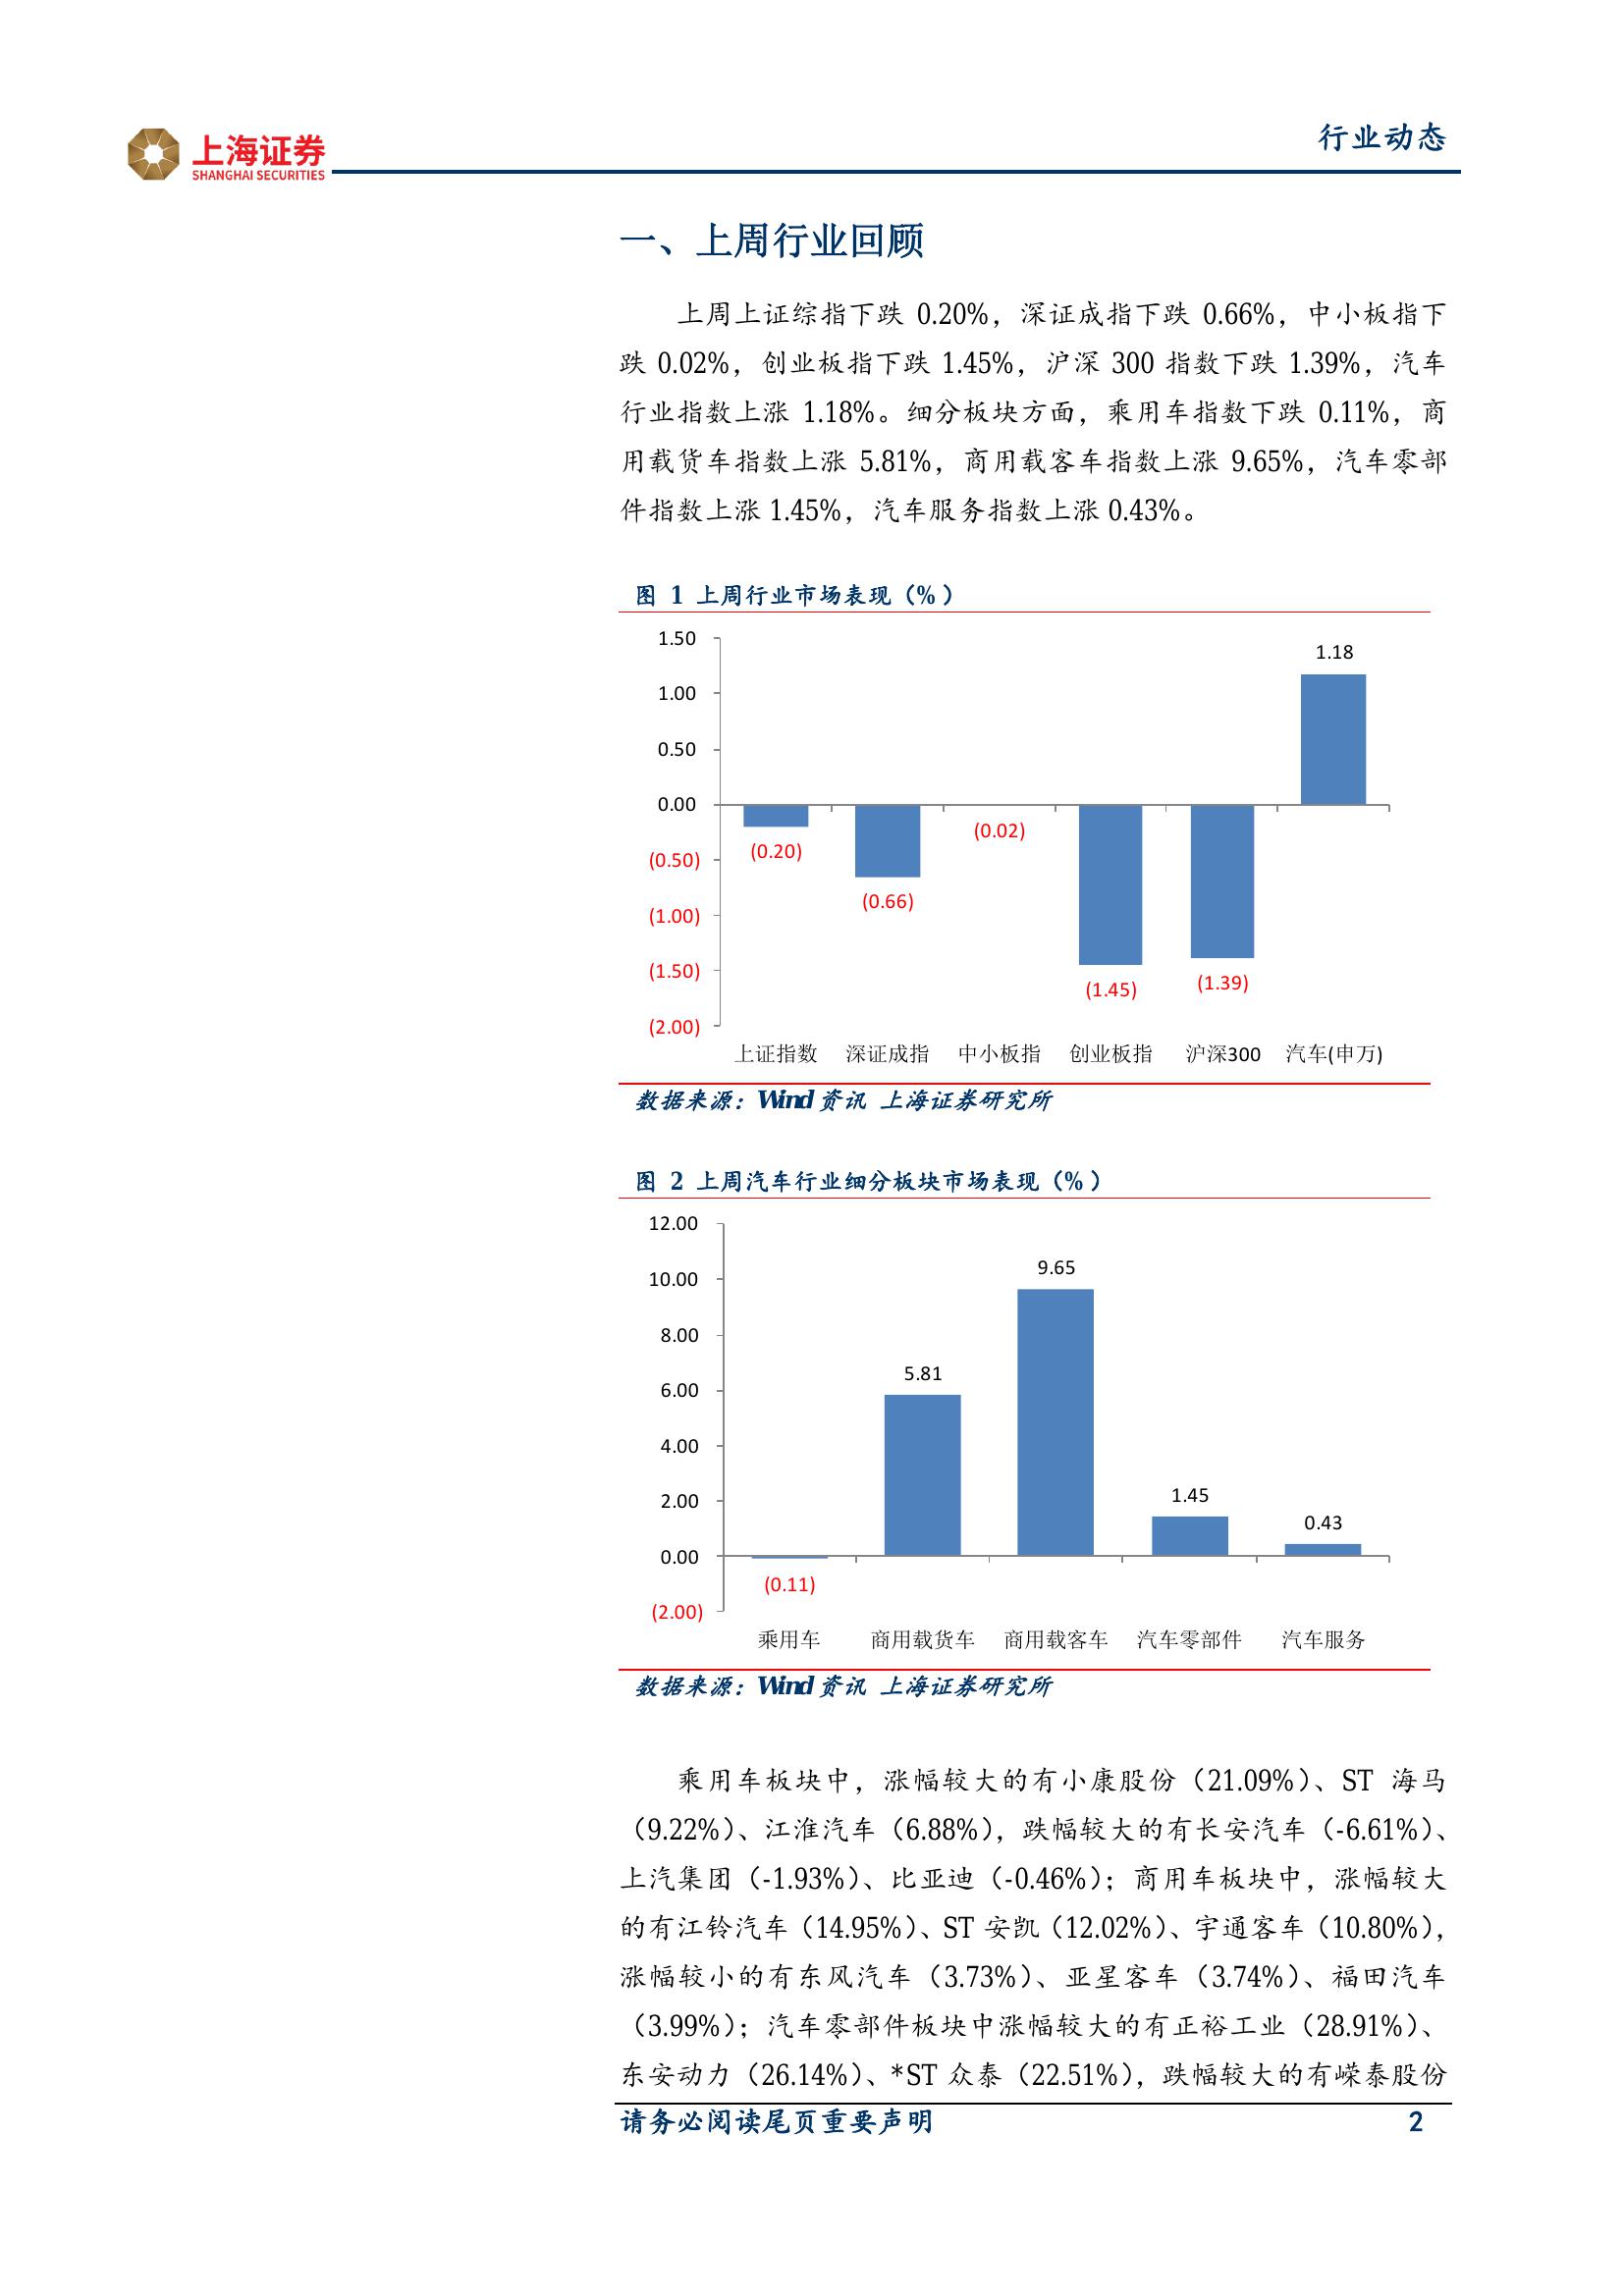 上海证券
SHANGHAI SECURITIES
行业动态
一、上周行业回顾
上周上证综指下跌 0.20%，深证成指下跌 0.66%，中小板指下
跌 0.02%，创业板指下跌 1.45%，沪深 300 指数下跌 1.39%，汽车
行业指数上涨 1.18%。细分板块方面，乘用车指数下跌 0.11%，商
用载货车指数上涨 5.81%，商用载客车指数上涨 9.65%，汽车零部
件指数上涨 1.45%，汽车服务指数上涨 0.43%。
图 1 上周行业市场表现（%）
1.50
1.00
0.50
0.00
(0.50)
(1.00)
(1.50)
(2.00)
(0.20)
(0.66)
(0.02)
(1.45)
(1.39)
1.18
上证指数 深证成指 中小板指 创业板指 沪深300 汽车(申万)
数据来源：Wind 资讯 上海证券研究所
图 2 上周汽车行业细分板块市场表现（%）
12.00
10.00
8.00
6.00
4.00
2.00
0.00
(2.00)
(0.11)
5.81
9.65
1.45
0.43
乘用车 商用载货车 商用载客车 汽车零部件 汽车服务
数据来源：Wind 资讯 上海证券研究所
乘用车板块中，涨幅较大的有小康股份（21.09%）、ST 海马
（9.22%）、江淮汽车（6.88%），跌幅较大的有长安汽车（-6.61%）、
上汽集团（-1.93%）、比亚迪（-0.46%）；商用车板块中，涨幅较大
的有江铃汽车（14.95%）、ST 安凯（12.02%）、宇通客车（10.80%），
涨幅较小的有东风汽车（3.73%）、亚星客车（3.74%）、福田汽车
（3.99%）；汽车零部件板块中涨幅较大的有正裕工业（28.91%）、
东安动力（26.14%）、*ST 众泰（22.51%），跌幅较大的有嵘泰股份
请务必阅读尾页重要声明 2